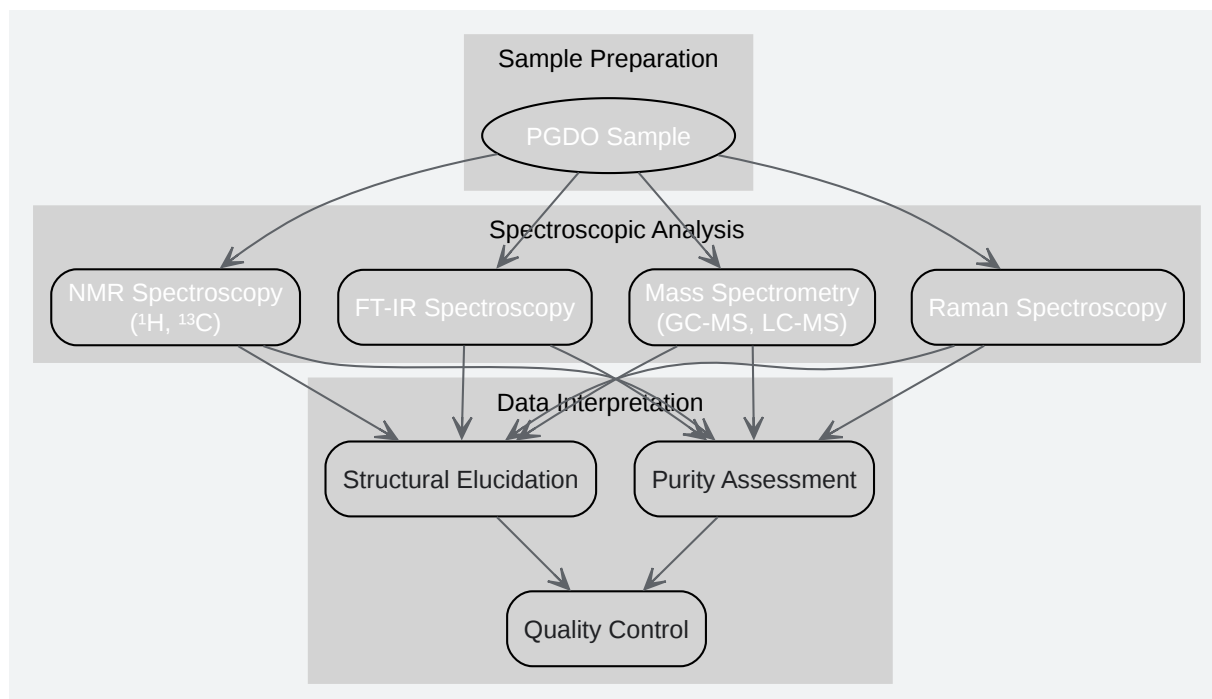 Sample Preparation
PGDO Sample
Spectroscopic Analysis
NMR Spectroscopy
(¹H, ¹³C)
FT-IR Spectroscopy
Mass Spectrometry
(GC-MS, LC-MS)
Raman Spectroscopy
Data Interpretation
Structural Elucidation
Purity Assessment
Quality Control